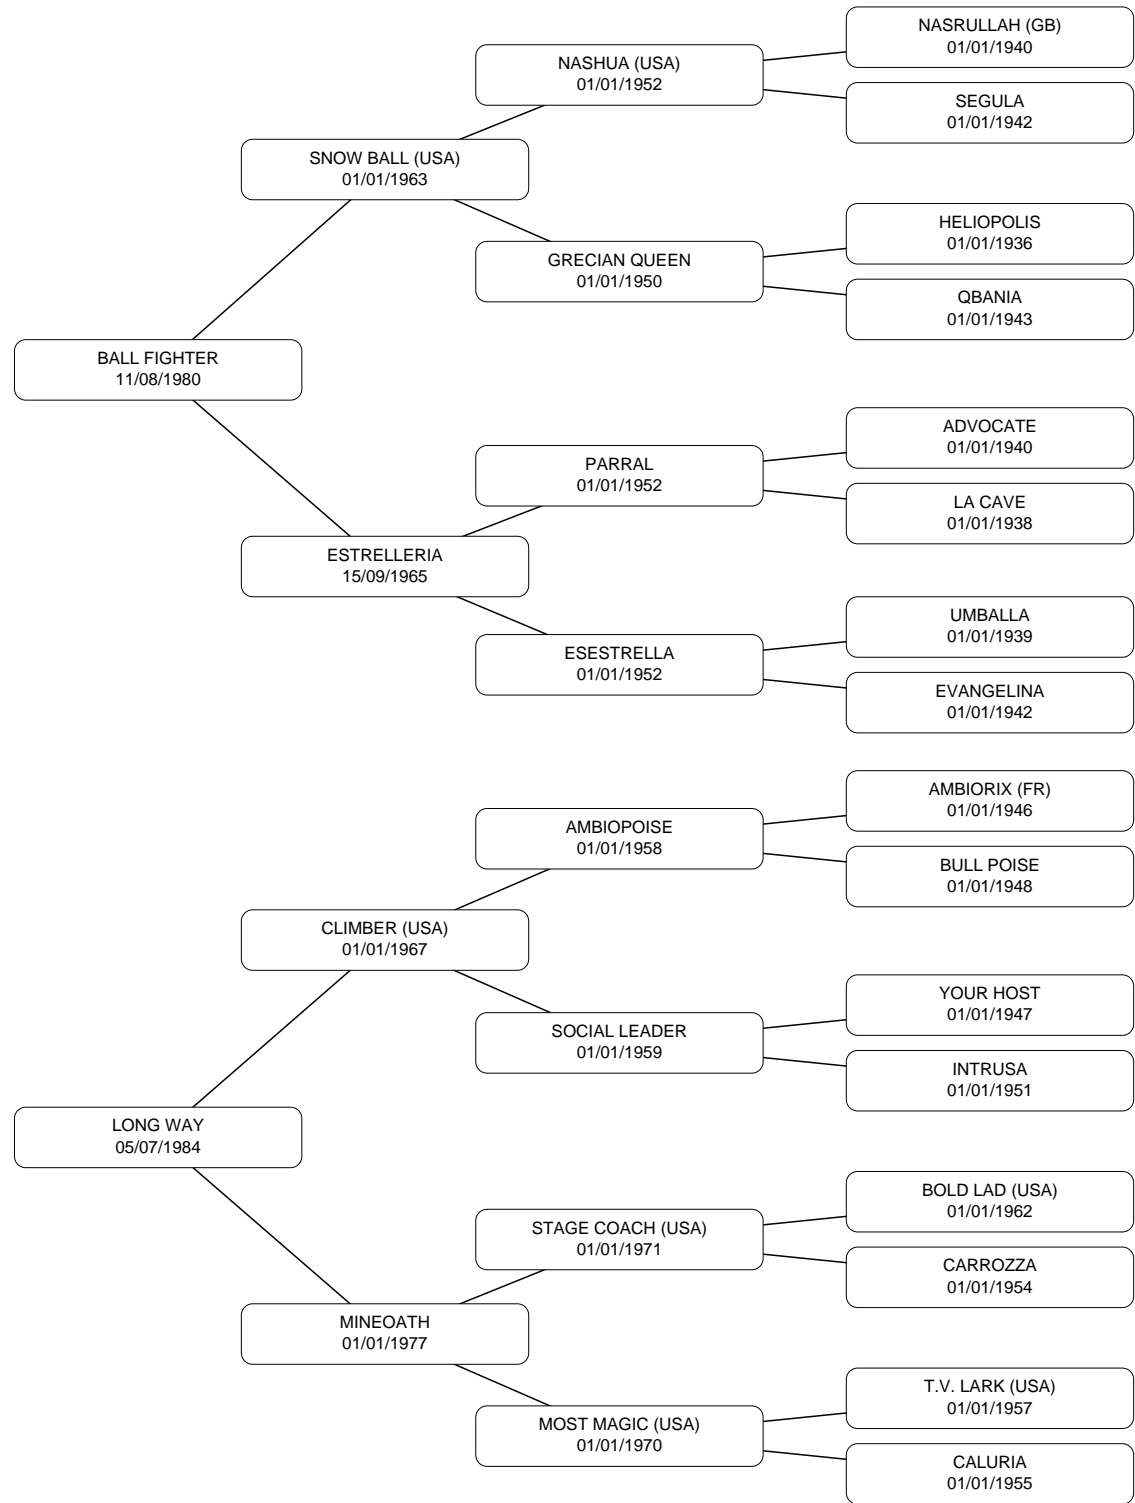 NASRULLAH (GB)
01/01/1940
NASHUA (USA)
01/01/1952
SEGULA
01/01/1942
SNOW BALL (USA)
01/01/1963
HELIOPOLIS
01/01/1936
GRECIAN QUEEN
01/01/1950
QBANIA
01/01/1943
BALL FIGHTER
11/08/1980
ADVOCATE
01/01/1940
PARRAL
01/01/1952
LA CAVE
01/01/1938
ESTRELLERIA
15/09/1965
UMBALLA
01/01/1939
ESESTRELLA
01/01/1952
EVANGELINA
01/01/1942
AMBIORIX (FR)
01/01/1946
AMBIOPOISE
01/01/1958
BULL POISE
01/01/1948
CLIMBER (USA)
01/01/1967
YOUR HOST
01/01/1947
SOCIAL LEADER
01/01/1959
INTRUSA
01/01/1951
LONG WAY
05/07/1984
BOLD LAD (USA)
01/01/1962
STAGE COACH (USA)
01/01/1971
CARROZZA
01/01/1954
MINEOATH
01/01/1977
T.V. LARK (USA)
01/01/1957
MOST MAGIC (USA)
01/01/1970
CALURIA
01/01/1955